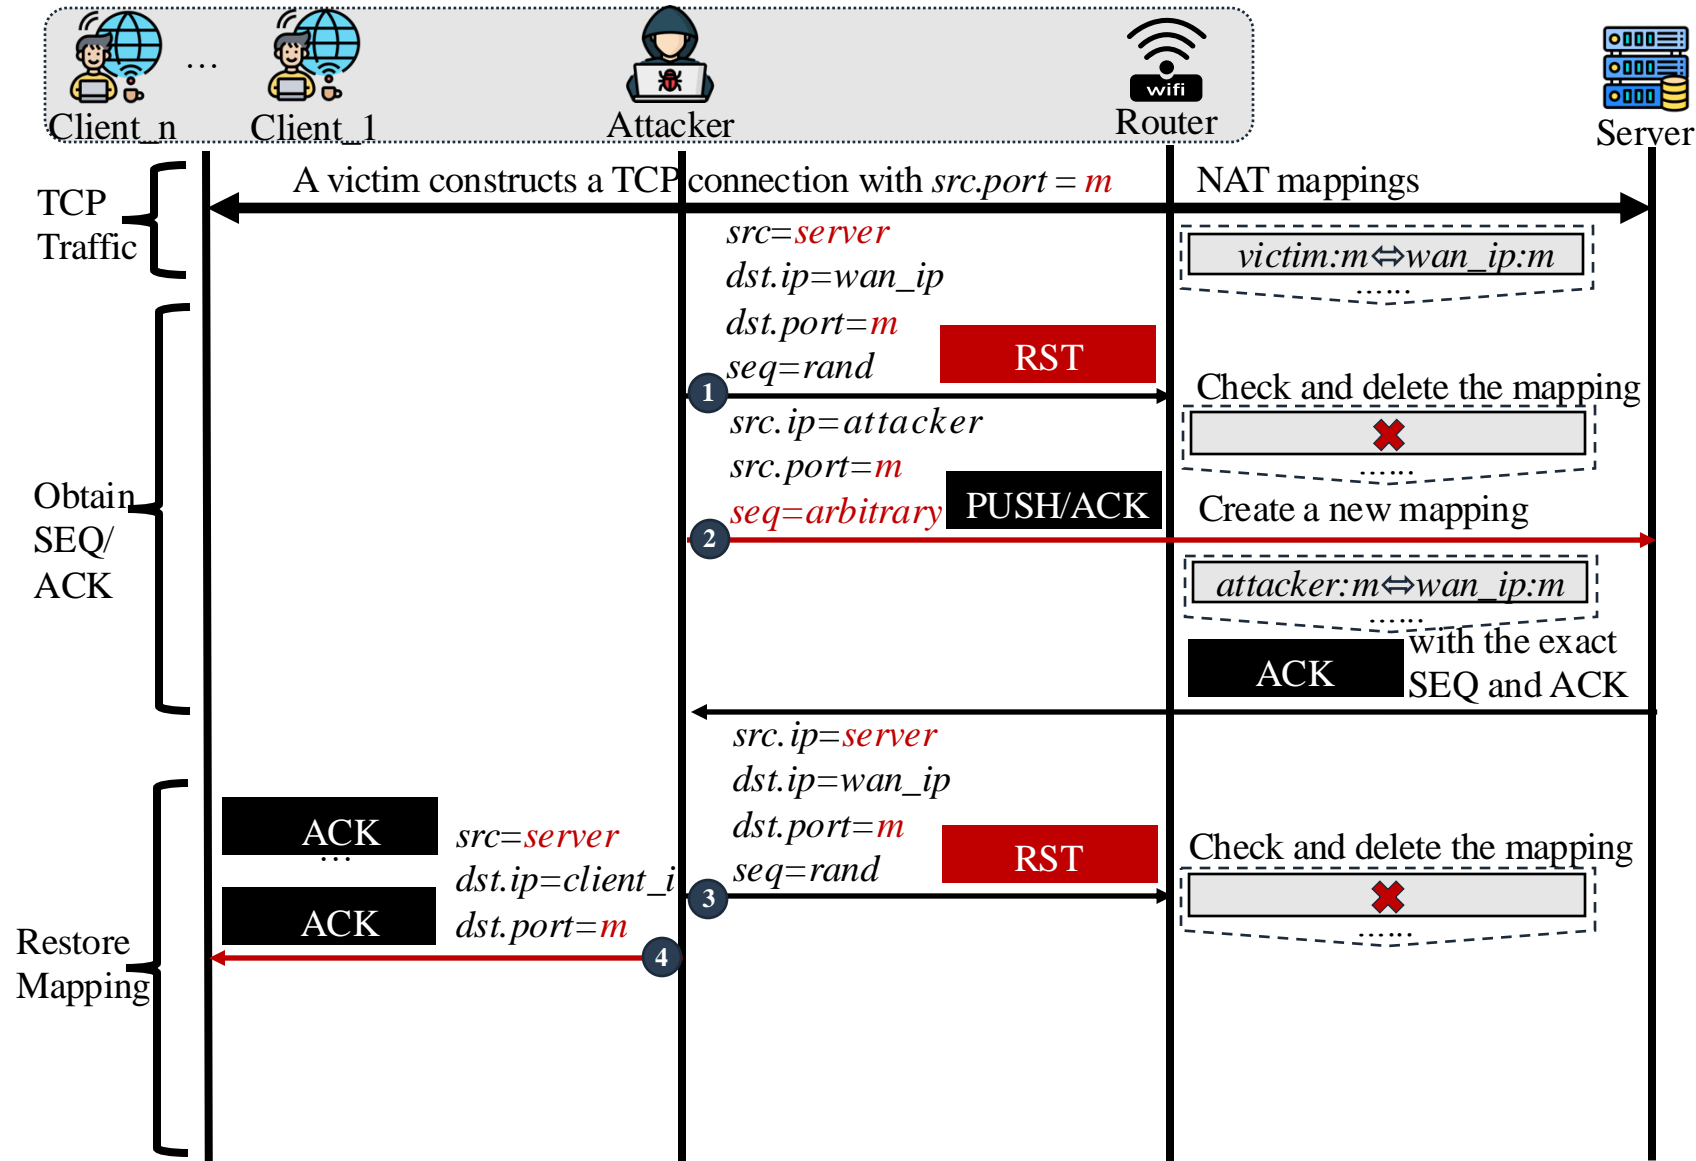 Client_n
...
Client_1
Attacker
wifi
Router
Server
TCP
Traffic
A victim constructs a TCP connection with src.port = m
NAT mappings
src=server
dst.ip=wan_ip
dst.port=m
seq=rand
RST
1
victim:m⇔wan_ip:m
......
Obtain
SEQ/
ACK
Check and delete the mapping
......
src.ip=attacker
src.port=m
seq=arbitrary
PUSH/ACK
2
Create a new mapping
attacker:m⇔wan_ip:m
......
ACK
with the exact
SEQ and ACK
Restore
Mapping
src.ip=server
dst.ip=wan_ip
dst.port=m
seq=rand
RST
3
Check and delete the mapping
......
ACK
...
ACK
src=server
dst.ip=client_i
dst.port=m
4